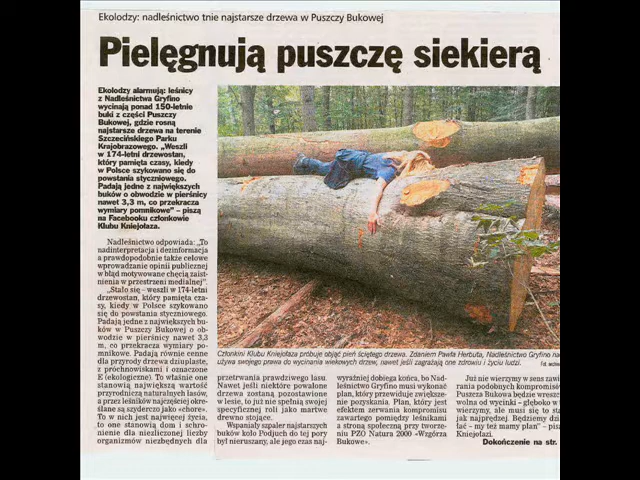 Ekolodzy: nadleśnictwo tnie najstarsze drzewa w Puszczy Bukowej
Pielęgnują puszczę siekierą
Ekolodzy alarmują: leśnicy
z Nadleśnictwa Gryfino
wycinają ponad 150-letnie
buki z części Puszczy
Bukowej, gdzie rosną
najstarsze drzewa na terenie
Szczecińskiego Parku
Krajobrazowego. „Weszli
w 174-letni drzewostan,
który pamięta czasy, kiedy
w Polsce szykowano się do
powstania styczniowego.
Padają jedne z największych
buków o obwodzie w pierśnicy
nawet 3,3 m, co przekracza
wymiary pomnikowe” – piszą
na Facebooku członkowie
Klubu Kniejołaza.
Nadleśnictwo odpowiada: „To
nadinterpretacja i dezinformacja
a prawdopodobnie także celowe
wprowadzanie opinii publicznej
w błąd motywowane chęcią zaist-
nienia w przestrzeni medialnej”.
„Stało się – weszli w 174-letni
drzewostan, który pamięta cza-
sy, kiedy w Polsce szykowano
się do powstania styczniowego.
Padają jedne z największych bu-
ków w Puszczy Bukowej o ob-
wodzie w pierśnicy nawet 3,3
m, co przekracza wymiary po-
mnikowe. Padają równie cenne
dla przyrody drzewa dziuplaste,
z próchnowiskami i oznaczone
E (ekologiczne). To właśnie one
stanowią największą wartość
przyrodniczą naturalnych lasów,
a przez leśników najczęściej okre-
ślane są szyderczo jako «chore».
To w nich jest najwięcej życia,
to one stanowią dom i schro-
nienie dla niezliczonej liczby
organizmów niezbędnych dla
Członkini Klubu Kniejołaza próbuje objąć pień ściętego drzewa. Zdaniem Pawła Herbuta, Nadleśnictwo Gryfino na
używa swojego prawa do wycinania wiekowych drzew, nawet jeśli zagrażają one zdrowiu i życiu ludzi.
przetrwania prawdziwego lasu.
Nawet jeśli niektóre powalone
drzewa zostaną pozostawione
w lesie, to już nie spełnią swojej
specyficznej roli jako martwe
drewno stojące.
Wspaniały szpaler najstarszych
buków koło Podjuch do tej pory
był nieruszany, ale jego czas naj-
wyraźniej dobiega końca, bo Nad-
leśnictwo Gryfino musi wykonać
plan, który przewiduje zwiększe-
nie pozyskania. Plan, który jest
efektem zerwania kompromisu
zawartego pomiędzy leśnikami
a stroną społeczną przy tworze-
niu PZO Natura 2000 «Wzgórza
Bukowe».
Już nie wierzymy w sens za-
wierania podobnych kompromisów
Puszcza Bukowa będzie wresz-
cie wolna od wycinki – głęboko w
wierzymy, ale musi się to st
jak najprędzej. Będziemy dział
łać – my też mamy plan” – pisz
Kniejołazi.
Dokończenie na str.